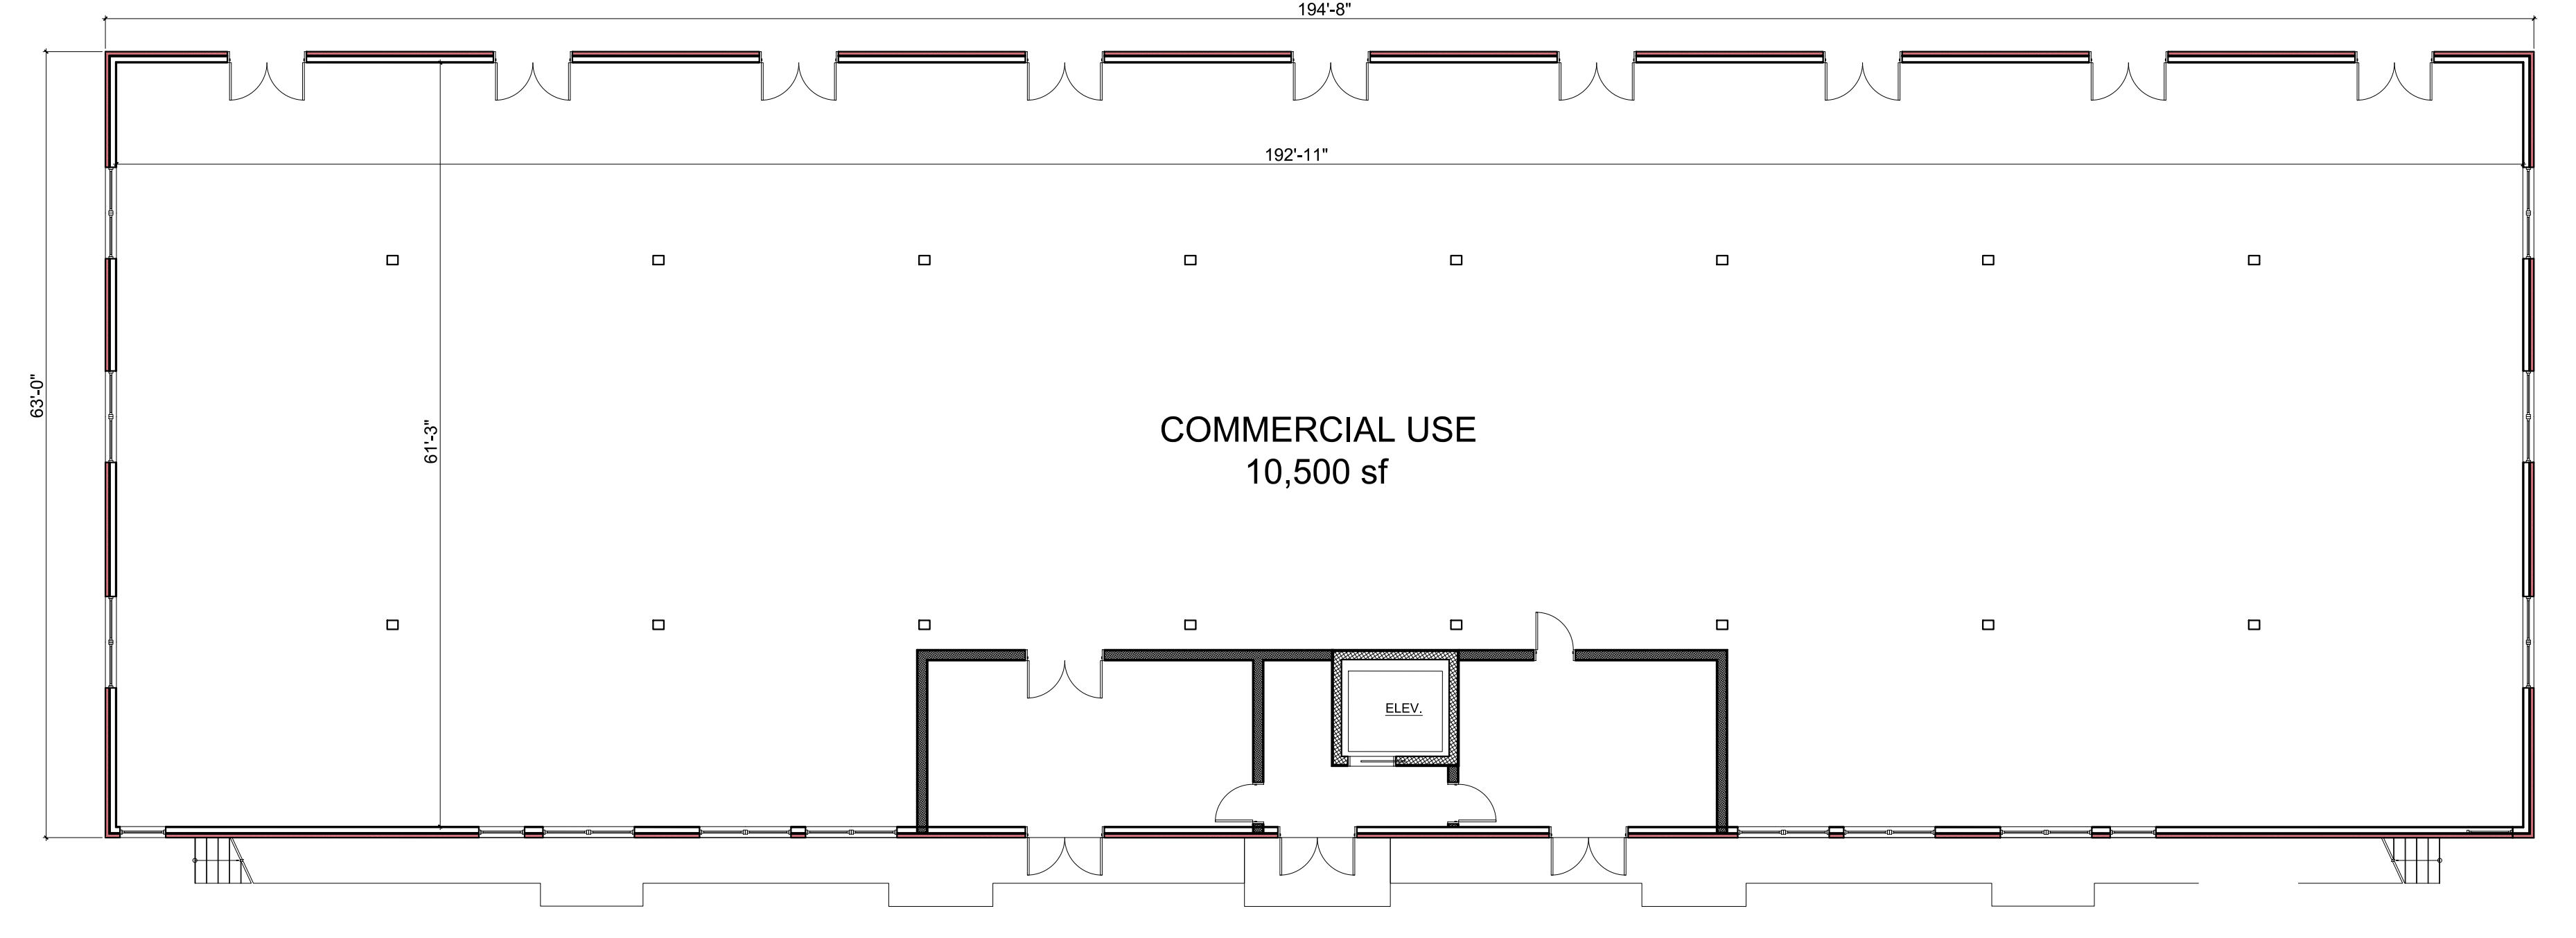 194'-8"
192'-11"
63'-0"
61'-3"
COMMERCIAL USE
10,500 sf
ELEV.